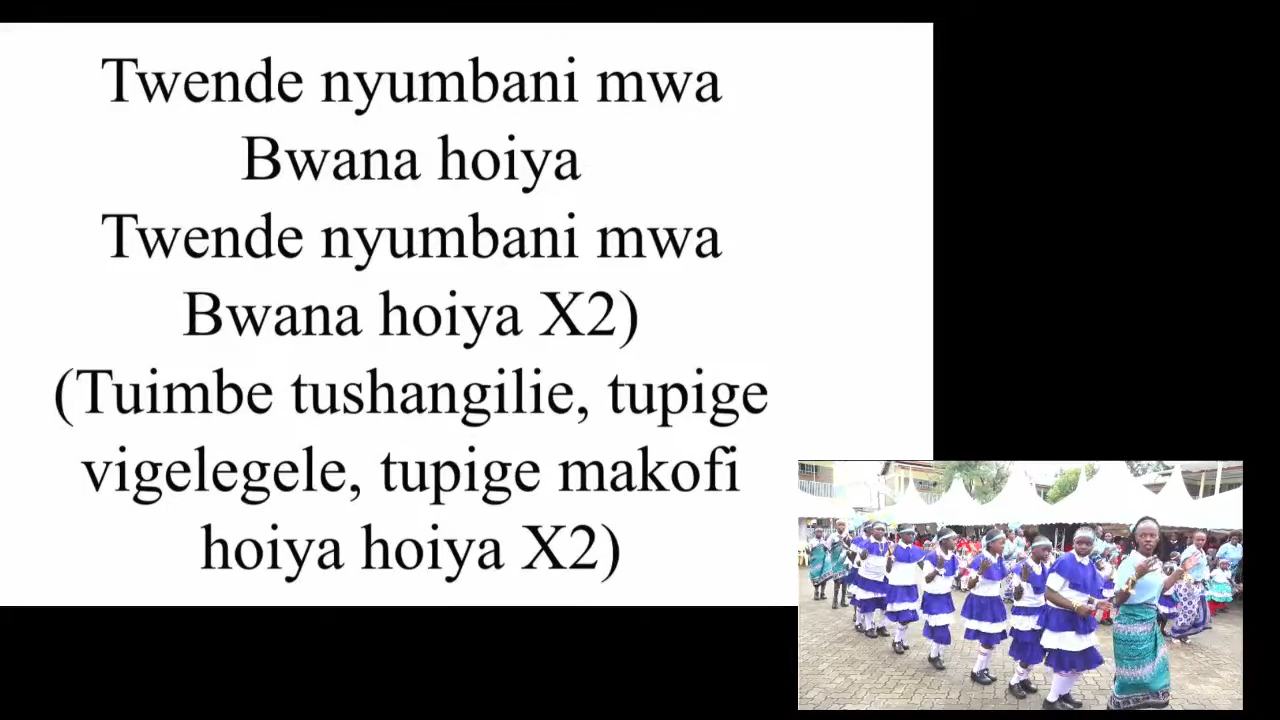 Twende nyumbani mwa
Bwana hoiya
Twende nyumbani mwa
Bwana hoiya X2)
(Tuimbe tushangilie, tupige
vigelegele, tupige makofi
hoiya hoiya X2)